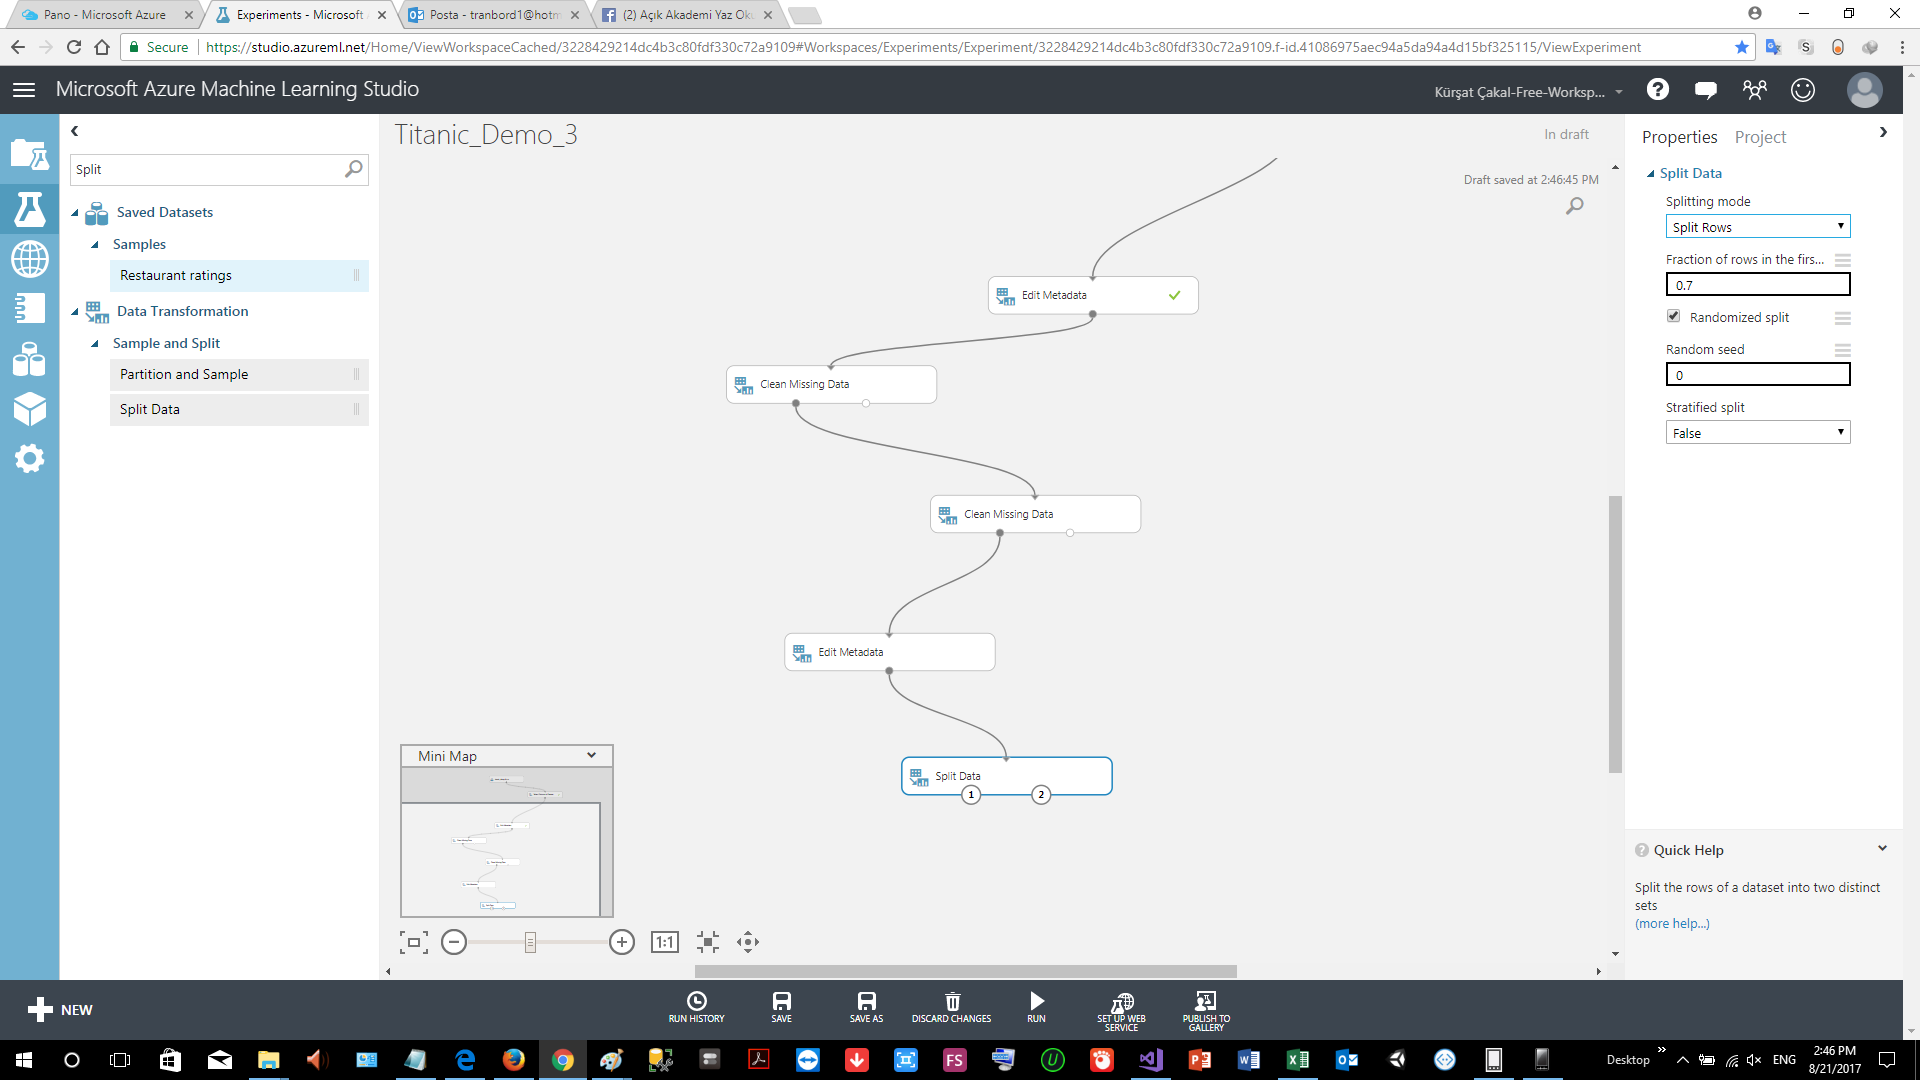 Pano - Microsoft Azure
Experiments - Microsoft
Posta - tranbord1@hotm
(2) Açık Akademi Yaz Oku
Secure
https://studio.azureml.net/Home/ViewWorkspaceCached/3228429214dc4b3c80fdf330c72a9109#Workspaces/Experiments/Experiment/3228429214dc4b3c80fdf330c72a9109.f-id.41086975aec94a5da94a4d15bf325115/ViewExperiment
Microsoft Azure Machine Learning Studio
Kürşat Çakal-Free-Worksp...
Split
Saved Datasets
Samples
Restaurant ratings
Data Transformation
Sample and Split
Partition and Sample
Split Data
Titanic_Demo_3
In draft
Draft saved at 2:46:45 PM
Edit Metadata
Clean Missing Data
Clean Missing Data
Edit Metadata
Split Data
1
2
Mini Map
1:1
Properties
Project
Split Data
Splitting mode
Split Rows
Fraction of rows in the firs...
0.7
Randomized split
Random seed
0
Stratified split
False
Quick Help
Split the rows of a dataset into two distinct
sets
(more help...)
NEW
RUN HISTORY
SAVE
SAVE AS
DISCARD CHANGES
RUN
SET UP WEB
SERVICE
PUBLISH TO
GALLERY
FS
Desktop
ENG
2:46 PM
8/21/2017